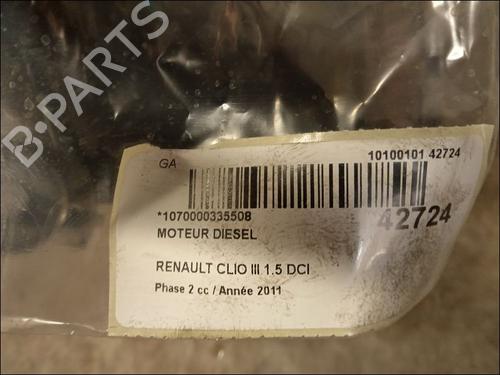 B-PARTS
GA
10100101 42724
*1070000335508
42724
MOTEUR DIESEL
RENAULT CLIO III 1.5 DCI
Phase 2 cc / Année 2011